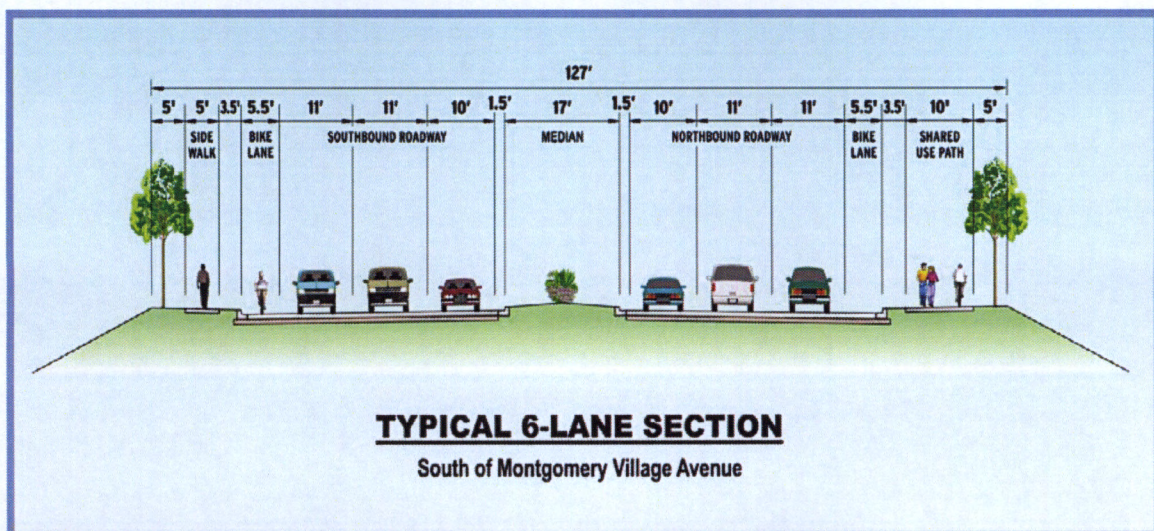 127'
5' 5' 3.5' 5.5' 11' 11' 10' 1.5' 17' 1.5' 10' 11' 11' 5.5' 3.5' 10' 5'
SIDE WALK BIKE LANE SOUTHBOUND ROADWAY MEDIAN NORTHBOUND ROADWAY BIKE LANE SHARED USE PATH
TYPICAL 6-LANE SECTION
South of Montgomery Village Avenue